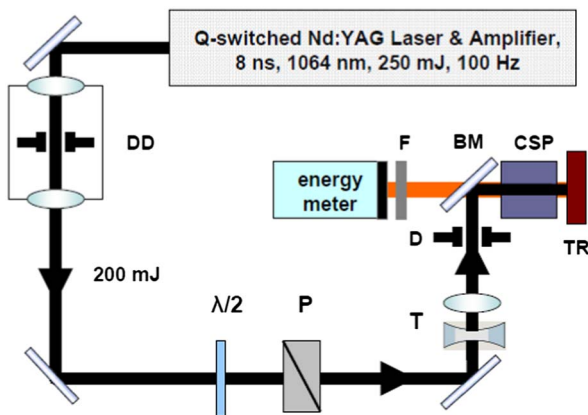 Q-switched Nd:YAG Laser & Amplifier,
8 ns, 1064 nm, 250 mJ, 100 Hz
DD
F
BM
CSP
energy
meter
D
TR
200 mJ
λ/2
P
T